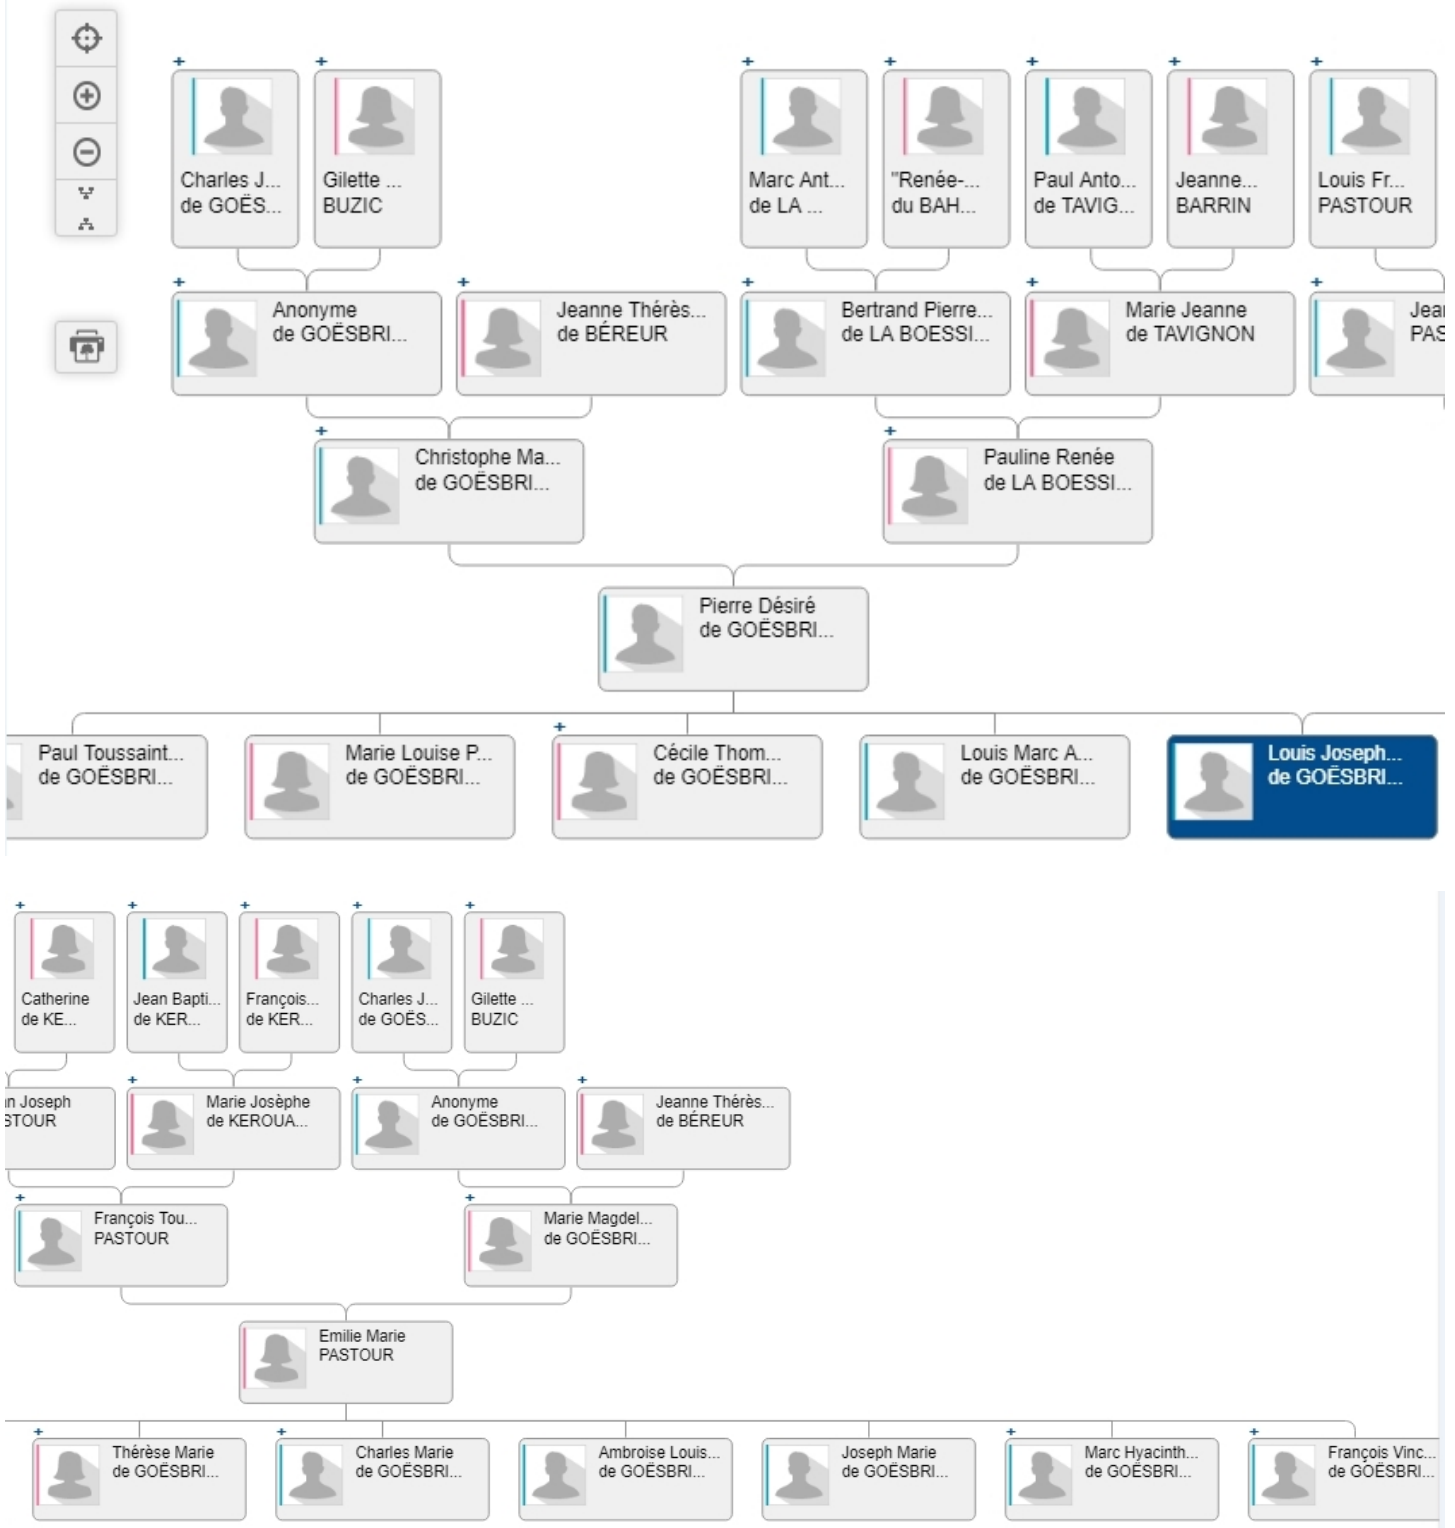 Charles J...
de GOËS...
Gilette ...
BUZIC
Marc Ant...
de LA ...
"Renée-...
du BAH...
Paul Anto...
de TAVIG...
Jeanne...
BARRIN
Louis Fr...
PASTOUR
Anonyme
de GOËSBRI...
Jeanne Thérès...
de BÉREUR
Bertrand Pierre...
de LA BOESSI...
Marie Jeanne
de TAVIGNON
Jear
PAS
Christophe Ma...
de GOËSBRI...
Pauline Renée
de LA BOESSI...
Pierre Désiré
de GOËSBRI...
Paul Toussaint...
de GOËSBRI...
Marie Louise P...
de GOËSBRI...
Cécile Thom...
de GOËSBRI...
Louis Marc A...
de GOËSBRI...
Louis Joseph...
de GOËSBRI...
Catherine
de KE...
Jean Bapti...
de KER...
François...
de KER...
Charles J...
de GOËS...
Gilette ...
BUZIC
n Joseph
STOUR
Marie Josèphe
de KEROUA...
Anonyme
de GOËSBRI...
Jeanne Thérès...
de BÉREUR
François Tou...
PASTOUR
Marie Magdel...
de GOËSBRI...
Emilie Marie
PASTOUR
Thérèse Marie
de GOËSBRI...
Charles Marie
de GOËSBRI...
Ambroise Louis...
de GOËSBRI...
Joseph Marie
de GOËSBRI...
Marc Hyacinth...
de GOËSBRI...
François Vinc...
de GOËSBRI...